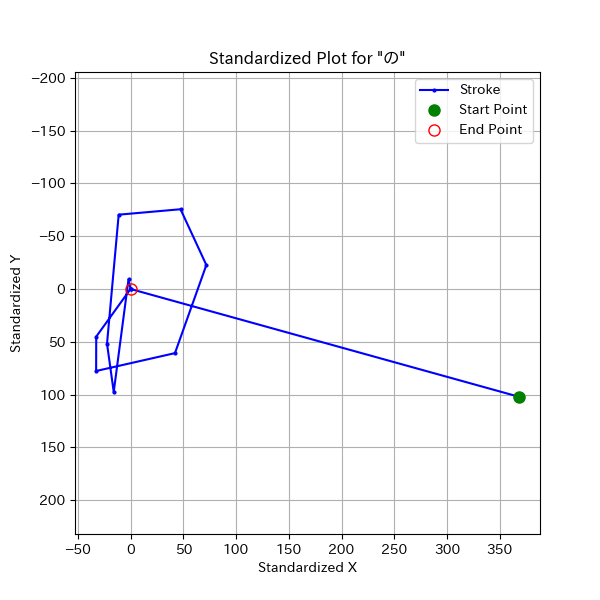 Standardized Plot for "の"
Stroke
Start Point
End Point
Standardized Y
−200
−150
−100
−50
0
50
100
150
200
−50 0 50 100 150 200 250 300 350
Standardized X